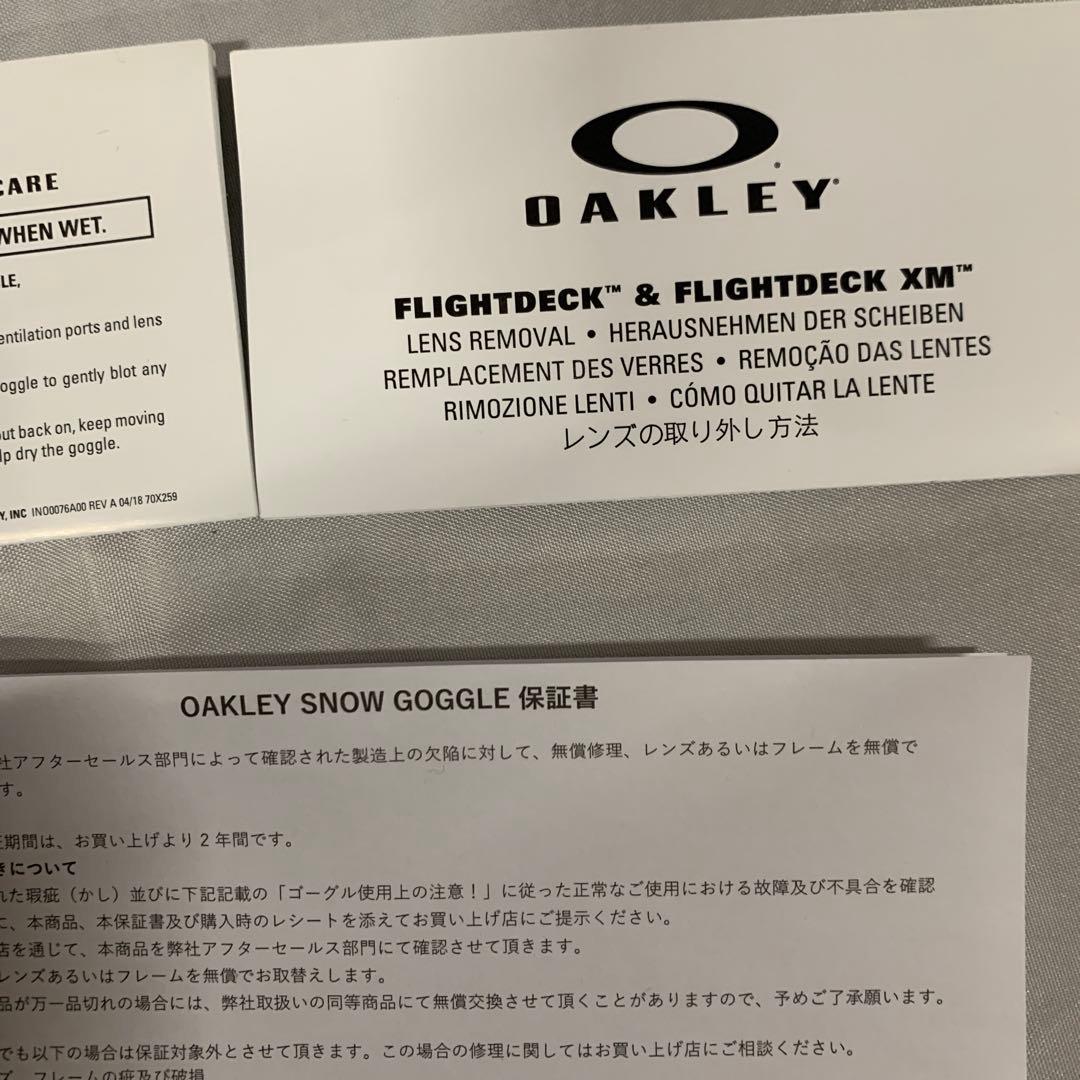 CARE
WHEN WET.
LE,
entilation ports and lens
oggle to gently blot any
out back on, keep moving
lp dry the goggle.
Y, INC IN00076A00 REV A 04/18 70X259
OAKLEY®
FLIGHTDECK™ & FLIGHTDECK XM™
LENS REMOVAL • HERAUSNEHMEN DER SCHEIBEN
REMPLACEMENT DES VERRES • REMOÇÃO DAS LENTES
RIMOZIONE LENTI • CÓMO QUITAR LA LENTE
レンズの取り外し方法
OAKLEY SNOW GOGGLE 保証書
社アフターセールス部門によって確認された製造上の欠陥に対して、無償修理、レンズあるいはフレームを無償で
す。
証期間は、お買い上げより2年間です。
きについて
れた瑕疵（かし）並びに下記記載の「ゴーグル使用上の注意！」に従った正常なご使用における故障及び不具合を確認
に、本商品、本保証書及び購入時のレシートを添えてお買い上げ店にご提示ください。
店を通じて、本商品を弊社アフターセールス部門にて確認させて頂きます。
レンズあるいはフレームを無償でお取替えします。
品が万一品切れの場合には、弊社取扱いの同等商品にて無償交換させて頂くことがありますので、予めご了承願います。
でも以下の場合は保証対象外とさせて頂きます。この場合の修理に関してはお買い上げ店にご相談ください。
ズ、フレームの疵及び破損